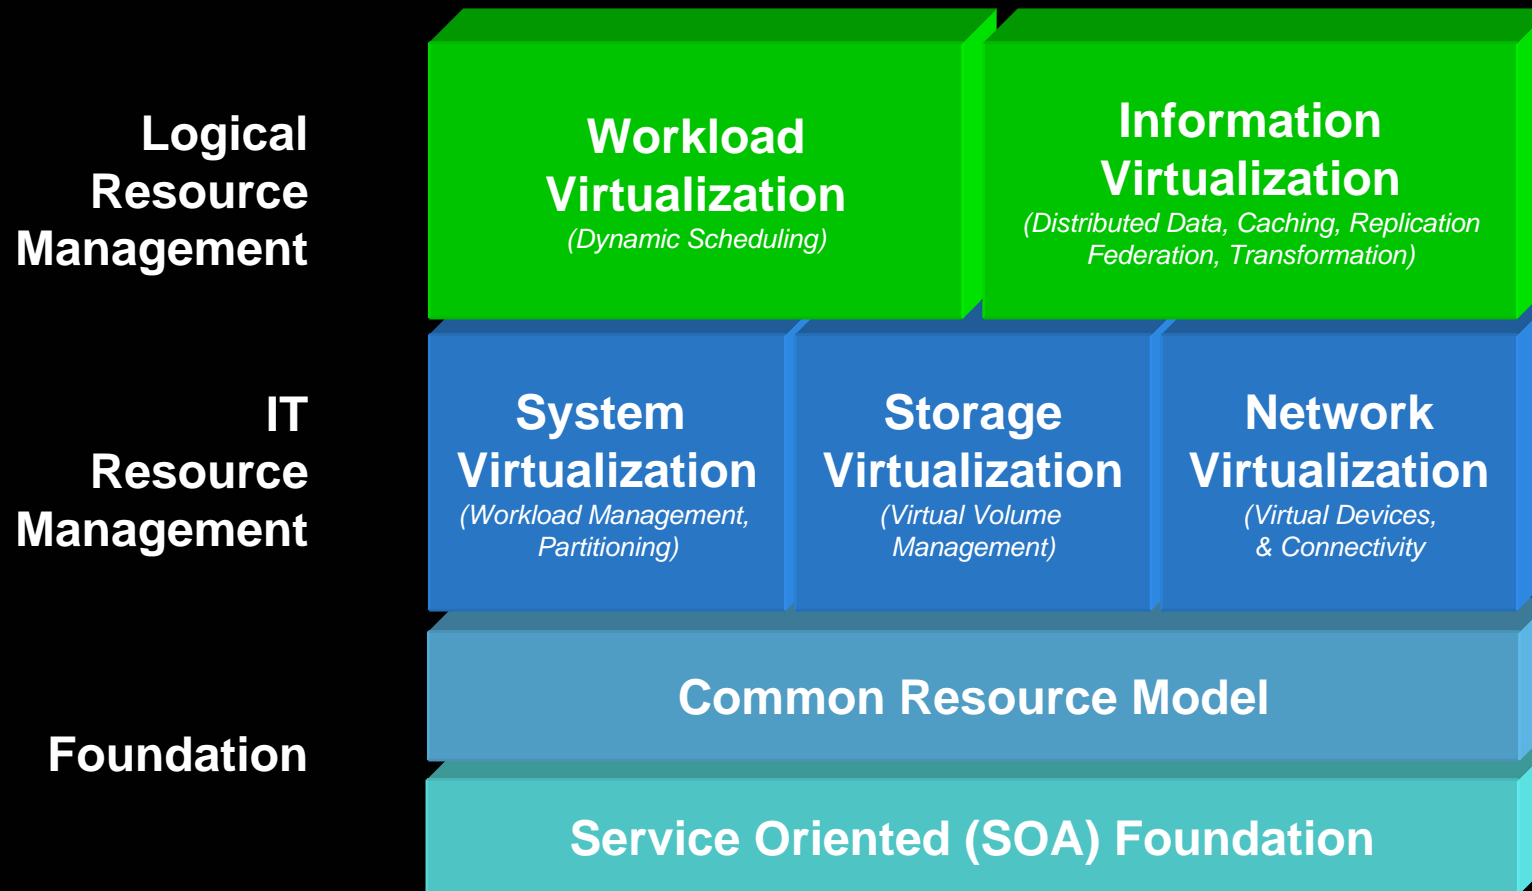 Logical
Resource
Management
Workload
Virtualization
(Dynamic Scheduling)
Information
Virtualization
(Distributed Data, Caching, Replication
Federation, Transformation)
IT
Resource
Management
System
Virtualization
(Workload Management,
Partitioning)
Storage
Virtualization
(Virtual Volume
Management)
Network
Virtualization
(Virtual Devices,
& Connectivity
Foundation
Common Resource Model
Service Oriented (SOA) Foundation